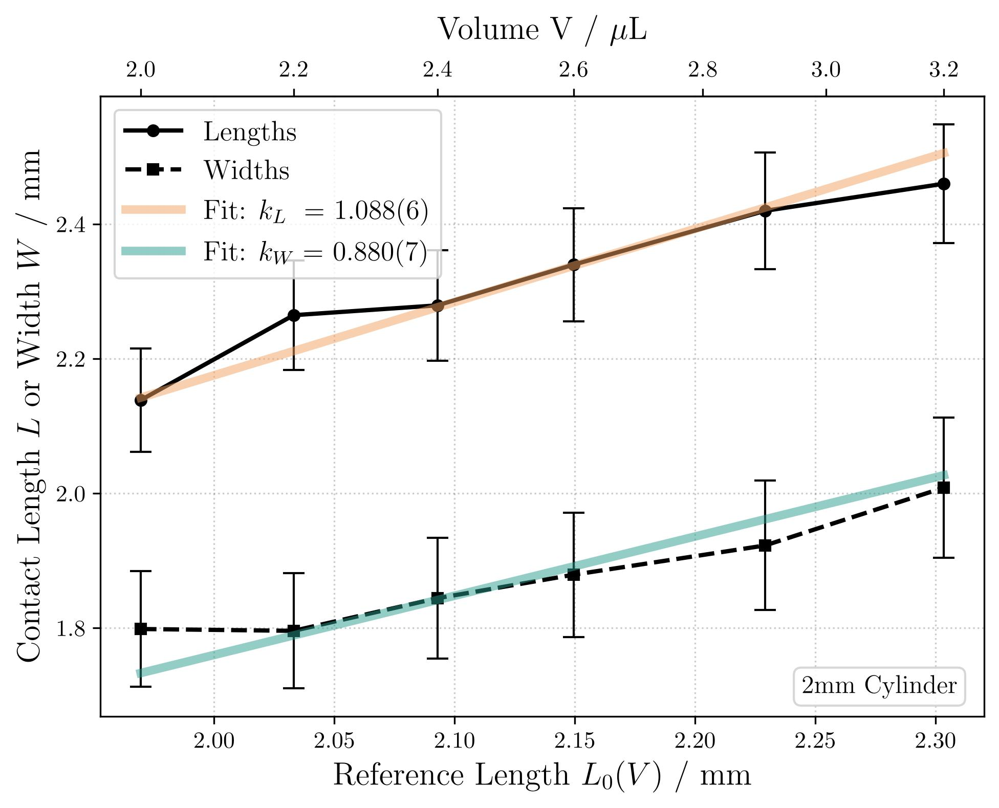 Volume V / μL
2.0 2.2 2.4 2.6 2.8 3.0 3.2
Lengths
Widths
Fit: k_L = 1.088(6)
Fit: k_W = 0.880(7)
Contact Length L or Width W / mm
2.4
2.2
2.0
1.8
2mm Cylinder
2.00 2.05 2.10 2.15 2.20 2.25 2.30
Reference Length L₀(V) / mm